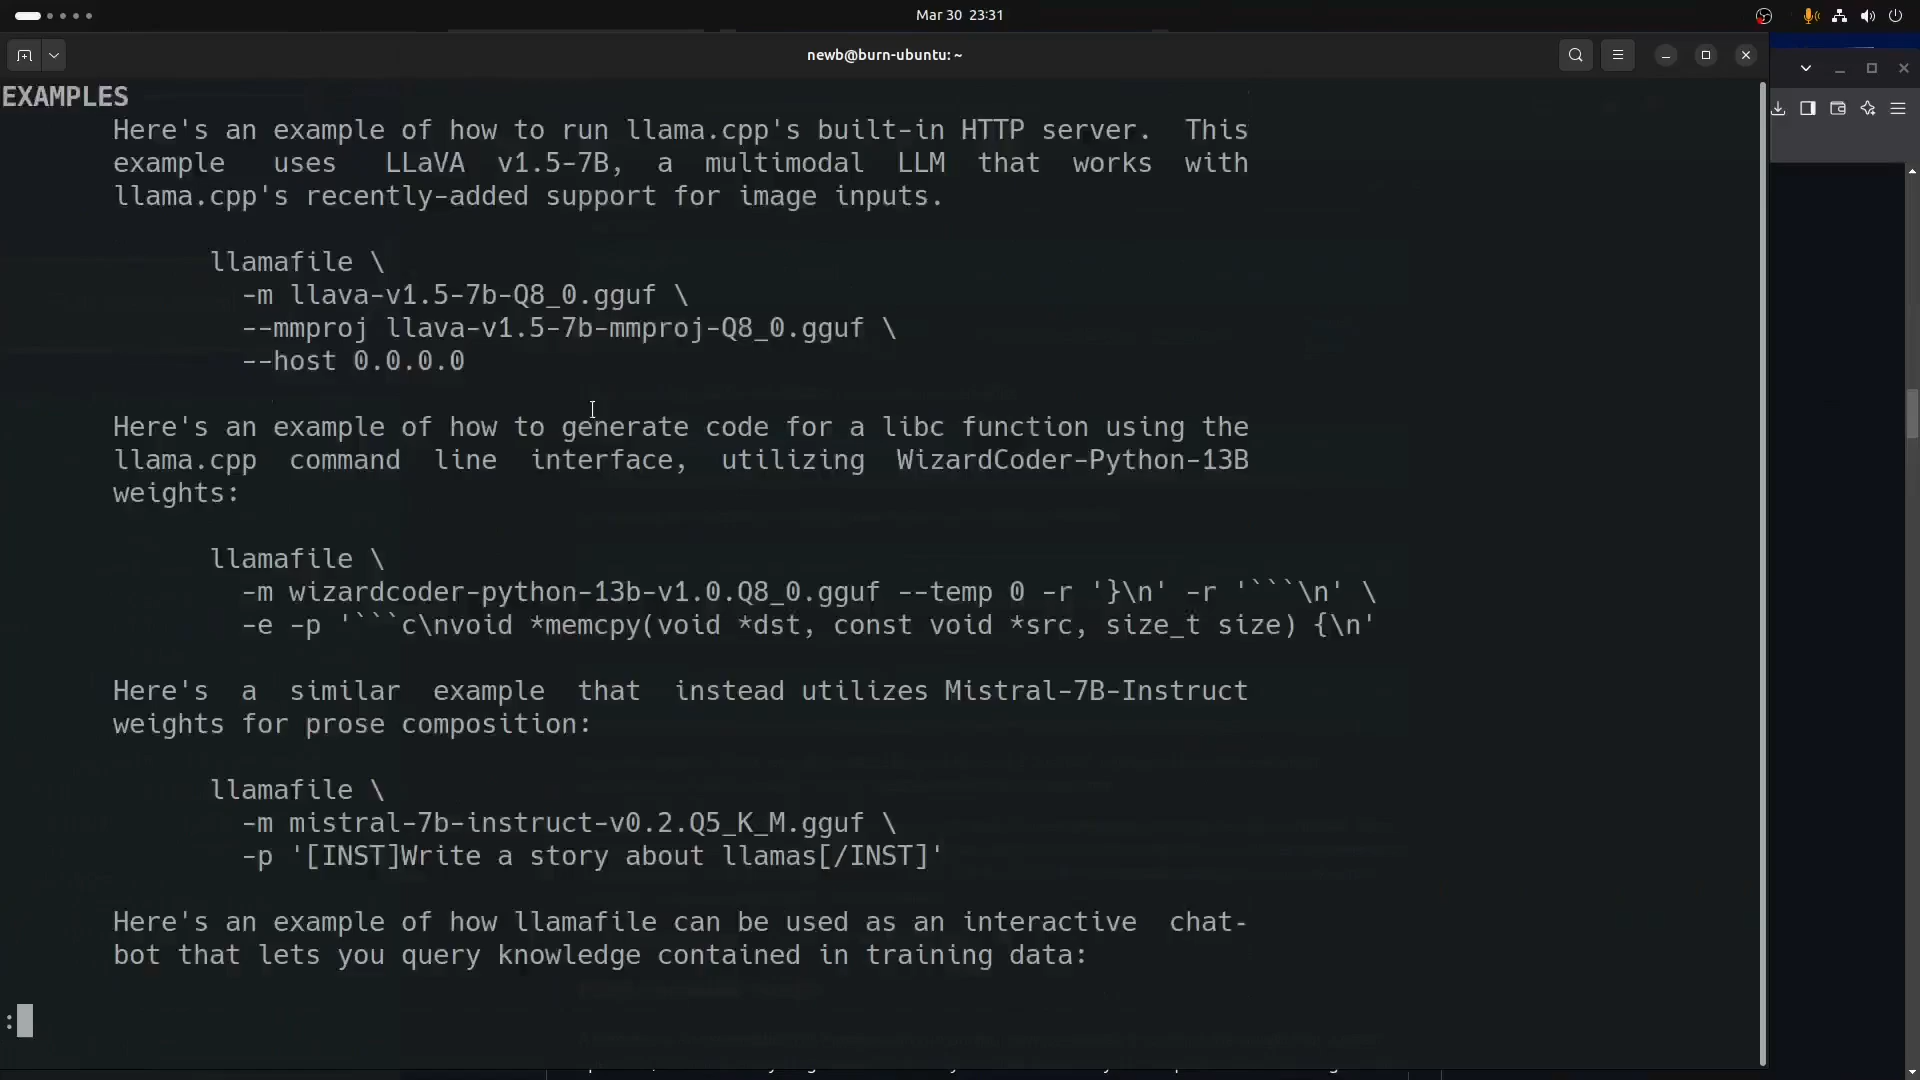 Mar 30 23:31
newb@burn-ubuntu: ~
EXAMPLES
Here's an example of how to run llama.cpp's built-in HTTP server.  This
example   uses   LLaVA  v1.5-7B,  a  multimodal  LLM  that  works  with
llama.cpp's recently-added support for image inputs.
llamafile \
-m llava-v1.5-7b-Q8_0.gguf \
--mmproj llava-v1.5-7b-mmproj-Q8_0.gguf \
--host 0.0.0.0
Here's an example of how to generate code for a libc function using the
llama.cpp  command  line  interface,  utilizing  WizardCoder-Python-13B
weights:
llamafile \
-m wizardcoder-python-13b-v1.0.Q8_0.gguf --temp 0 -r '}\n' -r '```\n' \
-e -p '```c\nvoid *memcpy(void *dst, const void *src, size_t size) {\n'
Here's  a  similar  example  that  instead utilizes Mistral-7B-Instruct
weights for prose composition:
llamafile \
-m mistral-7b-instruct-v0.2.Q5_K_M.gguf \
-p '[INST]Write a story about llamas[/INST]'
Here's an example of how llamafile can be used as an interactive  chat-
bot that lets you query knowledge contained in training data:
: